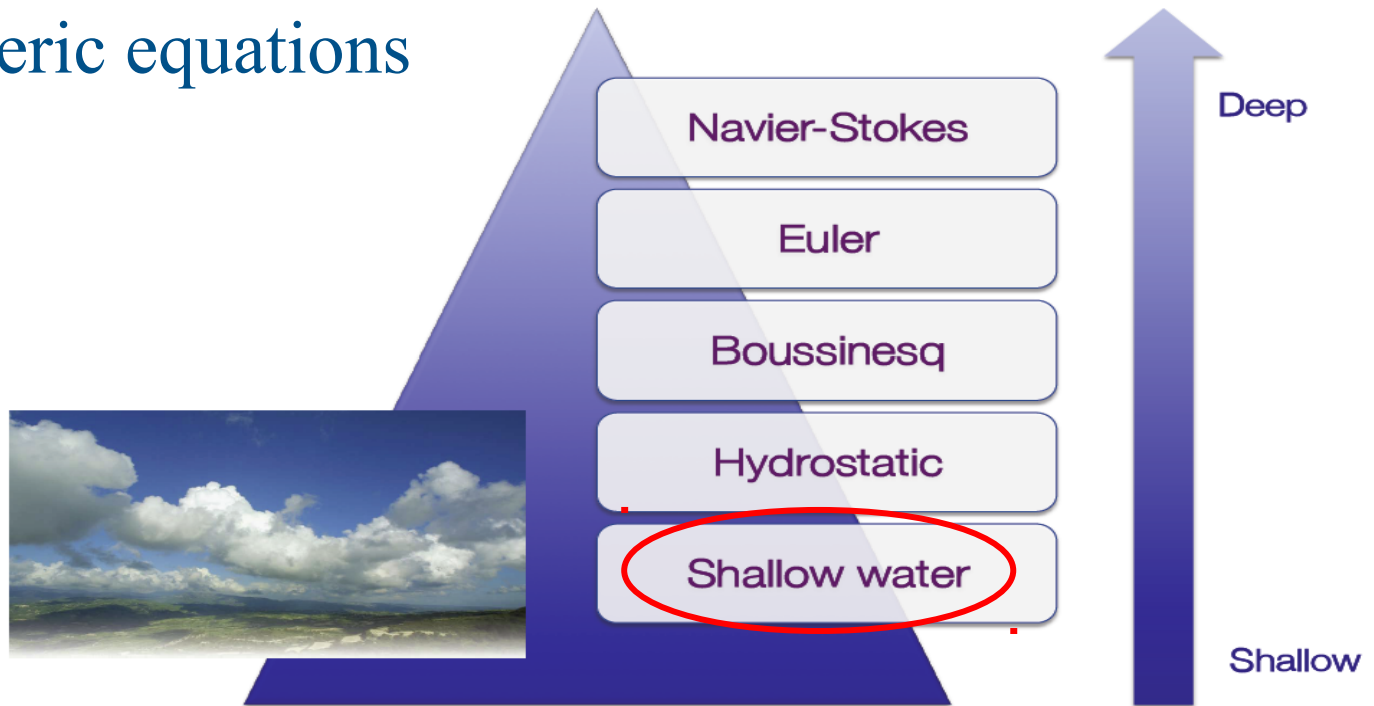 eric equations
Navier-Stokes
Deep
Euler
Boussinesq
Hydrostatic
Shallow water
Shallow